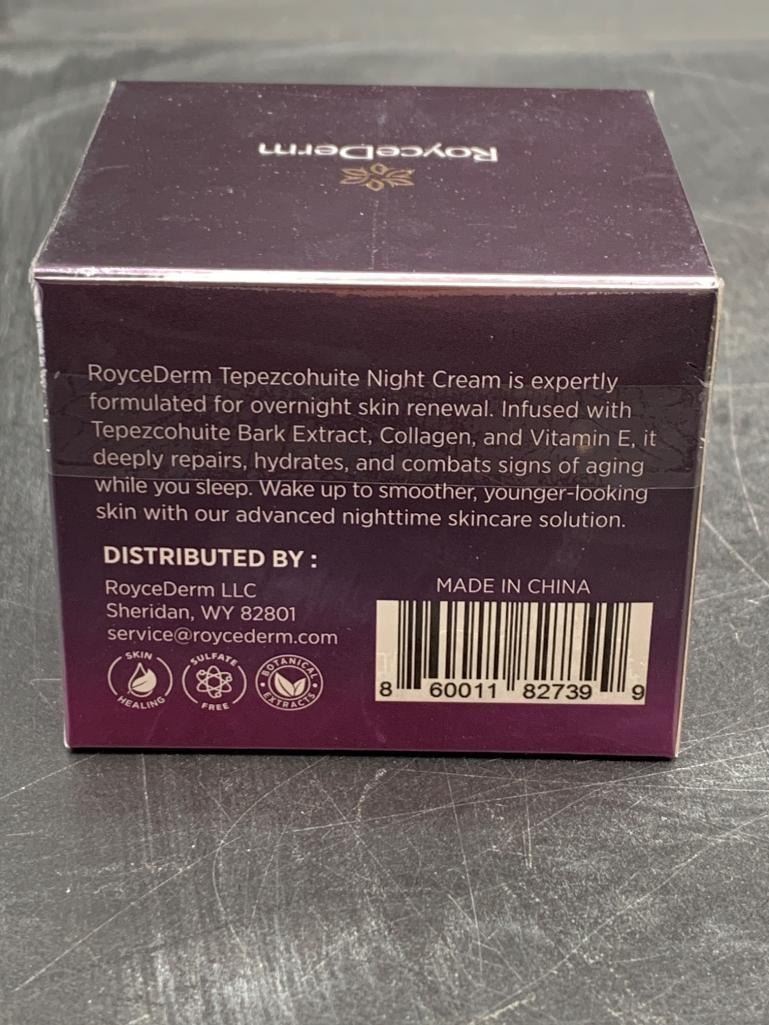 RoyceDerm
RoyceDerm Tepezcohuite Night Cream is expertly
formulated for overnight skin renewal. Infused with
Tepezcohuite Bark Extract, Collagen, and Vitamin E, it
deeply repairs, hydrates, and combats signs of aging
while you sleep. Wake up to smoother, younger-looking
skin with our advanced nighttime skincare solution.
DISTRIBUTED BY :
RoyceDerm LLC
Sheridan, WY 82801
service@roycederm.com
SKIN
HEALING
SULFATE
FREE
BOTANICAL
EXTRACTS
MADE IN CHINA
8 60011 82739 9